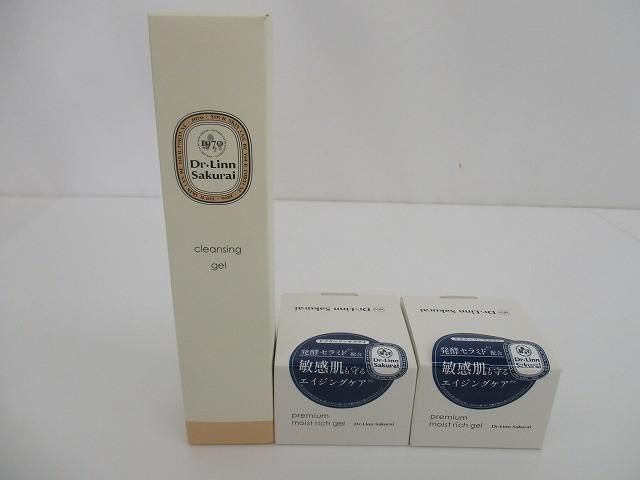 1970
Dr.Linn
Sakurai
cleansing
gel
Dr.Linn Sakurai
発酵セラミド配合
敏感肌も守る
エイジングケア
Dr.Linn
Sakurai
premium
moist rich gel
Dr.Linn Sakurai
Dr.Linn Sakurai
発酵セラミド配合
敏感肌も守る
エイジングケア
Dr.Linn
Sakurai
premium
moist rich gel
Dr.Linn Sakurai